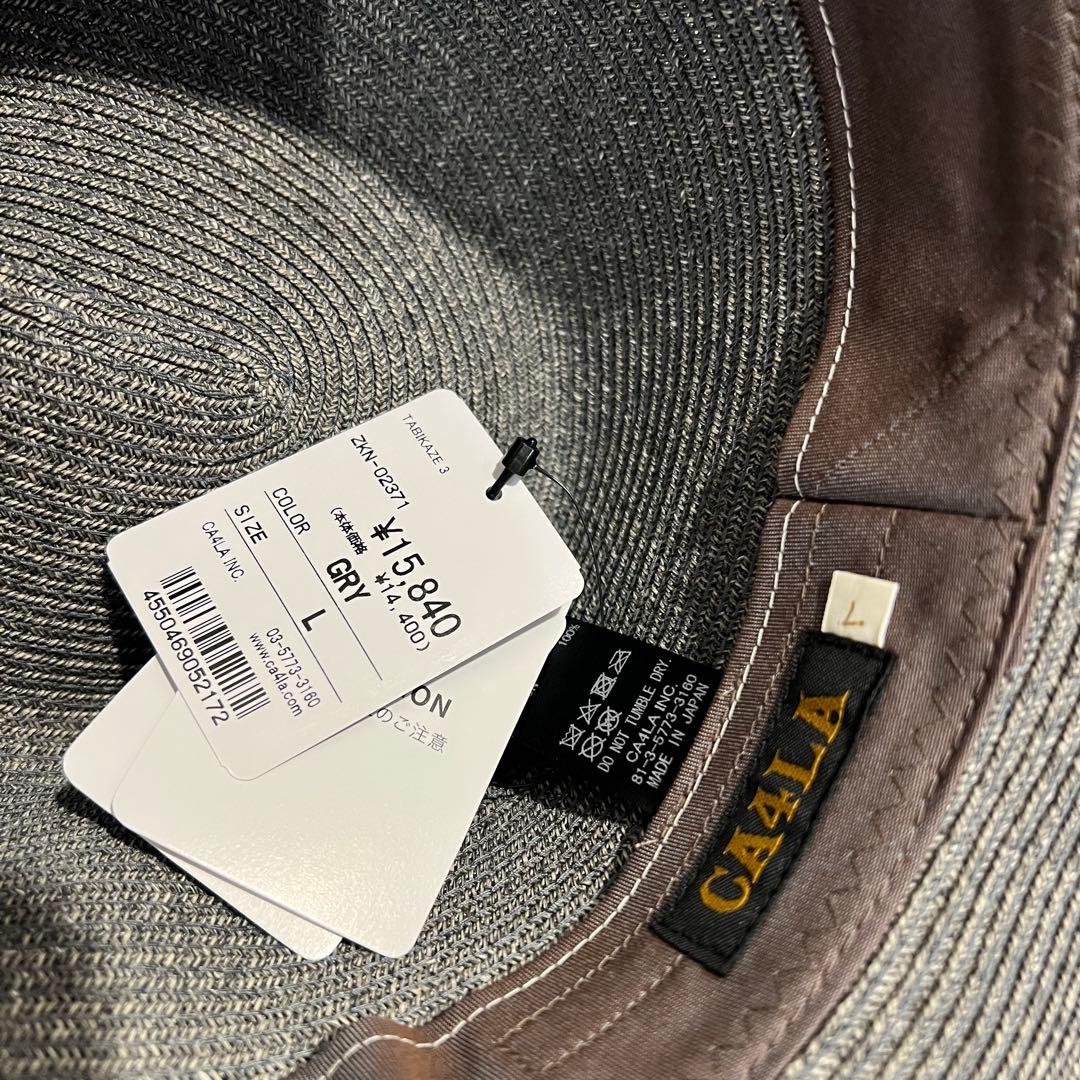 TABIKAZE 3
ZKN-02371
¥15,840
(本体価格 ¥14,400)
COLOR GRY
SIZE L
CA4LA INC.
03-5773-3160
www.ca4la.com
4550469052172
ON
のご注意
100%
DO NOT TUMBLE DRY.
CA4LA INC.
81-3-5773-3160
MADE IN JAPAN
L
CA4LA